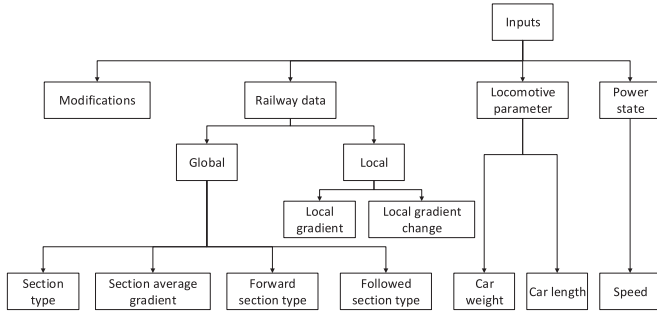 Inputs
Modifications
Railway data
Locomotive
parameter
Power
state
Global
Local
Local
gradient
Local gradient
change
Section
type
Section average
gradient
Forward
section type
Followed
section type
Car
weight
Car length
Speed